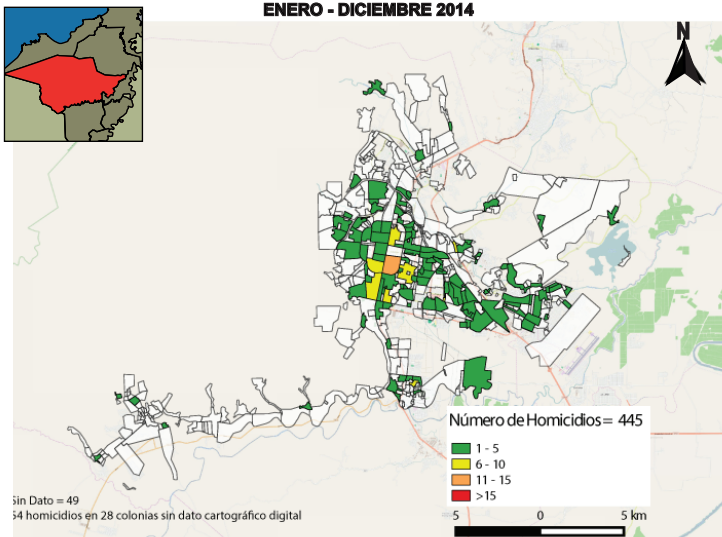 ENERO - DICIEMBRE 2014
N
Número de Homicidios = 445
1 - 5
6 - 10
11 - 15
>15
Sin Dato = 49
54 homicidios en 28 colonias sin dato cartográfico digital
5 0 5 km